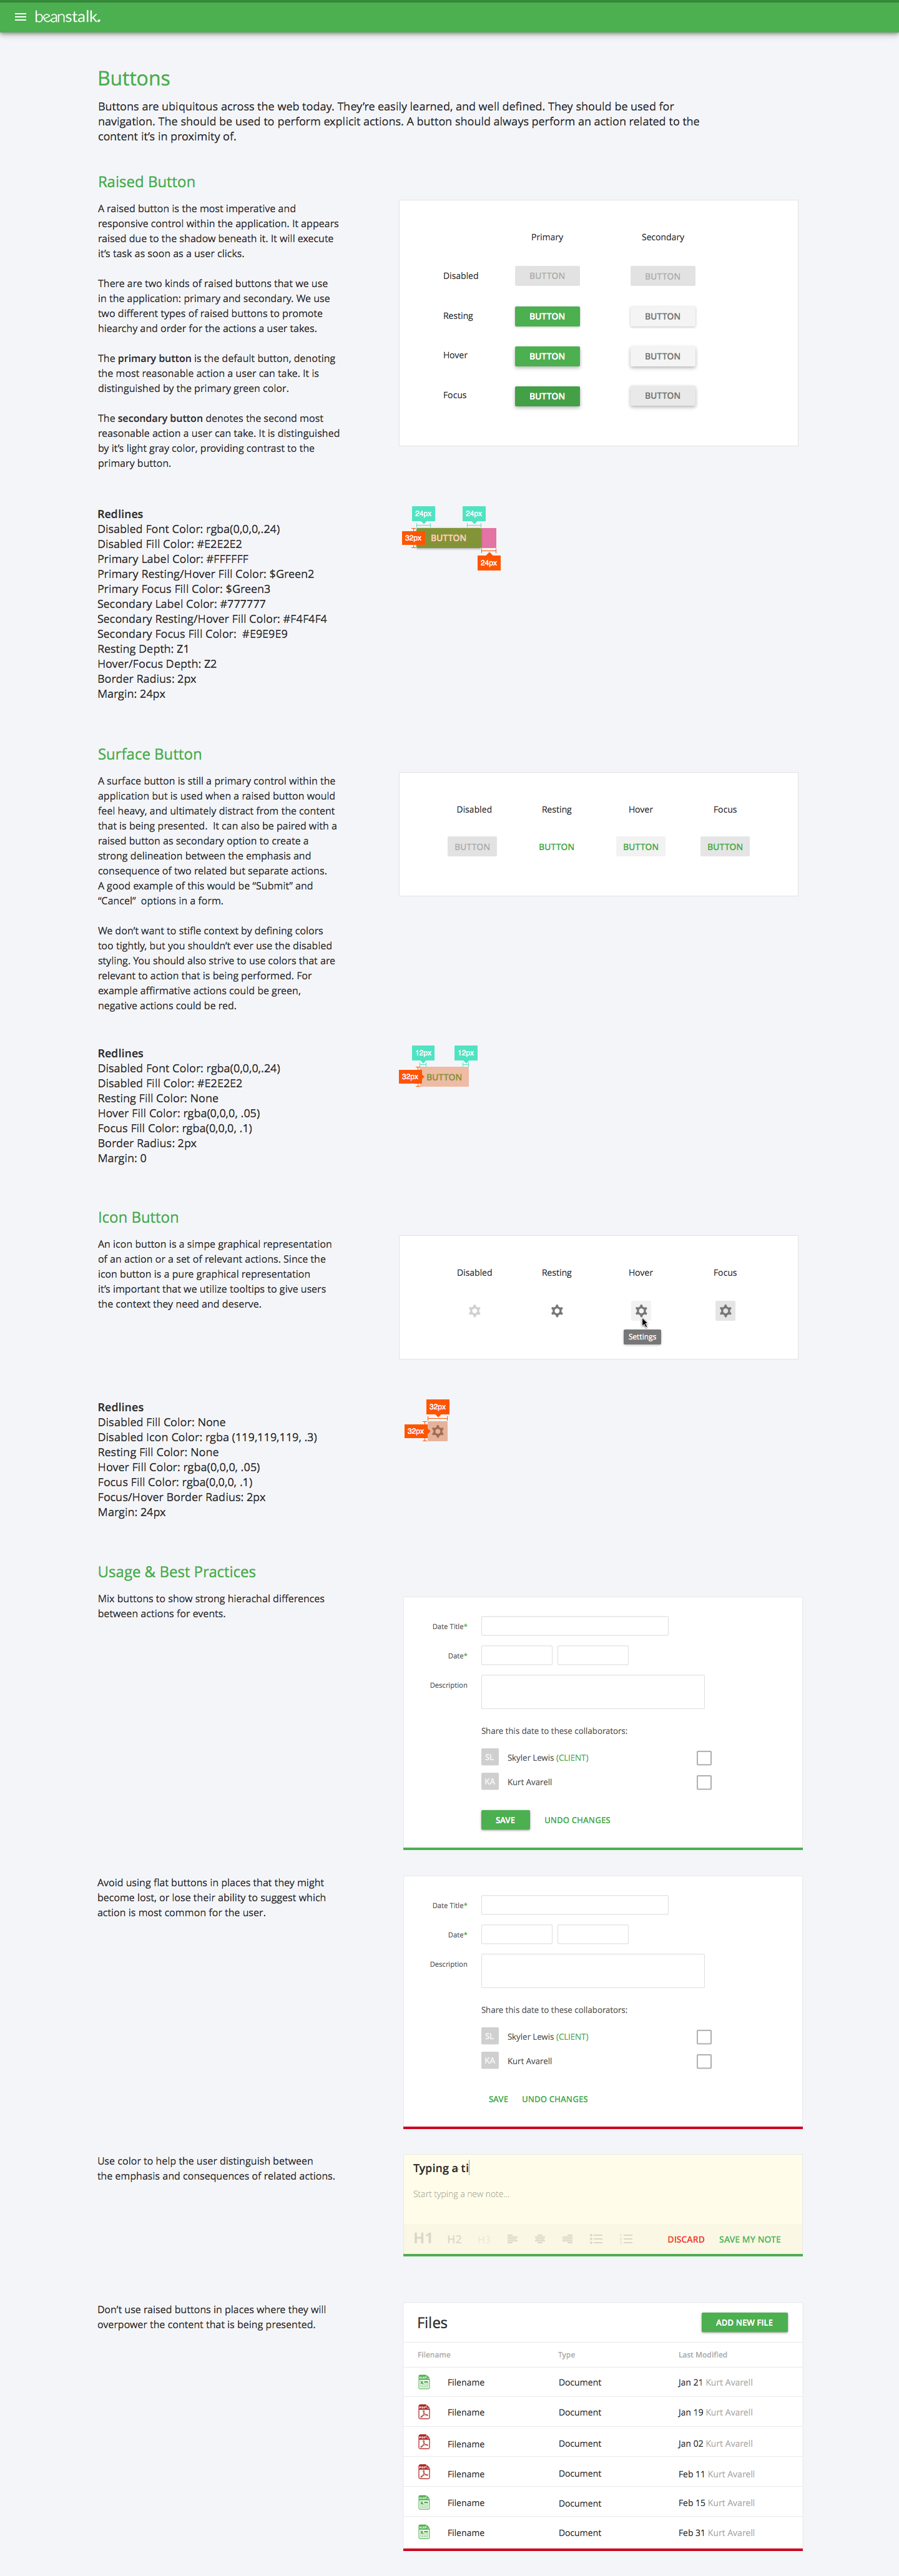 beanstalk.
Buttons
Buttons are ubiquitous across the web today. They're easily learned, and well defined. They should be used for
navigation. The should be used to perform explicit actions. A button should always perform an action related to the
content it's in proximity of.
Raised Button
A raised button is the most imperative and
responsive control within the application. It appears
raised due to the shadow beneath it. It will execute
it's task as soon as a user clicks.
There are two kinds of raised buttons that we use
in the application: primary and secondary. We use
two different types of raised buttons to promote
hiearchy and order for the actions a user takes.
The primary button is the default button, denoting
the most reasonable action a user can take. It is
distinguished by the primary green color.
The secondary button denotes the second most
reasonable action a user can take. It is distinguished
by it's light gray color, providing contrast to the
primary button.
Primary Secondary
Disabled BUTTON BUTTON
Resting BUTTON BUTTON
Hover BUTTON BUTTON
Focus BUTTON BUTTON
Redlines
Disabled Font Color: rgba(0,0,0,.24)
Disabled Fill Color: #E2E2E2
Primary Label Color: #FFFFFF
Primary Resting/Hover Fill Color: $Green2
Primary Focus Fill Color: $Green3
Secondary Label Color: #777777
Secondary Resting/Hover Fill Color: #F4F4F4
Secondary Focus Fill Color: #E9E9E9
Resting Depth: Z1
Hover/Focus Depth: Z2
Border Radius: 2px
Margin: 24px
24px 24px
32px BUTTON
24px
Surface Button
A surface button is still a primary control within the
application but is used when a raised button would
feel heavy, and ultimately distract from the content
that is being presented. It can also be paired with a
raised button as secondary option to create a
strong delineation between the emphasis and
consequence of two related but separate actions.
A good example of this would be “Submit” and
“Cancel” options in a form.
We don't want to stifle context by defining colors
too tightly, but you shouldn't ever use the disabled
styling. You should also strive to use colors that are
relevant to action that is being performed. For
example affirmative actions could be green,
negative actions could be red.
Disabled Resting Hover Focus
BUTTON BUTTON BUTTON BUTTON
Redlines
Disabled Font Color: rgba(0,0,0,.24)
Disabled Fill Color: #E2E2E2
Resting Fill Color: None
Hover Fill Color: rgba(0,0,0, .05)
Focus Fill Color: rgba(0,0,0, .1)
Border Radius: 2px
Margin: 0
12px 12px
32px BUTTON
Icon Button
An icon button is a simpe graphical representation
of an action or a set of relevant actions. Since the
icon button is a pure graphical representation
it's important that we utilize tooltips to give users
the context they need and deserve.
Disabled Resting Hover Focus
Settings
Redlines
Disabled Fill Color: None
Disabled Icon Color: rgba (119,119,119, .3)
Resting Fill Color: None
Hover Fill Color: rgba(0,0,0, .05)
Focus Fill Color: rgba(0,0,0, .1)
Focus/Hover Border Radius: 2px
Margin: 24px
32px
32px
Usage & Best Practices
Mix buttons to show strong hierachal differences
between actions for events.
Date Title*
Date*
Description
Share this date to these collaborators:
SL Skyler Lewis (CLIENT)
KA Kurt Avarell
SAVE UNDO CHANGES
Avoid using flat buttons in places that they might
become lost, or lose their ability to suggest which
action is most common for the user.
Date Title*
Date*
Description
Share this date to these collaborators:
SL Skyler Lewis (CLIENT)
KA Kurt Avarell
SAVE UNDO CHANGES
Use color to help the user distinguish between
the emphasis and consequences of related actions.
Typing a ti
Start typing a new note...
H1 H2 H3 DISCARD SAVE MY NOTE
Don't use raised buttons in places where they will
overpower the content that is being presented.
Files ADD NEW FILE
Filename Type Last Modified
Filename Document Jan 21 Kurt Avarell
Filename Document Jan 19 Kurt Avarell
Filename Document Jan 02 Kurt Avarell
Filename Document Feb 11 Kurt Avarell
Filename Document Feb 15 Kurt Avarell
Filename Document Feb 31 Kurt Avarell